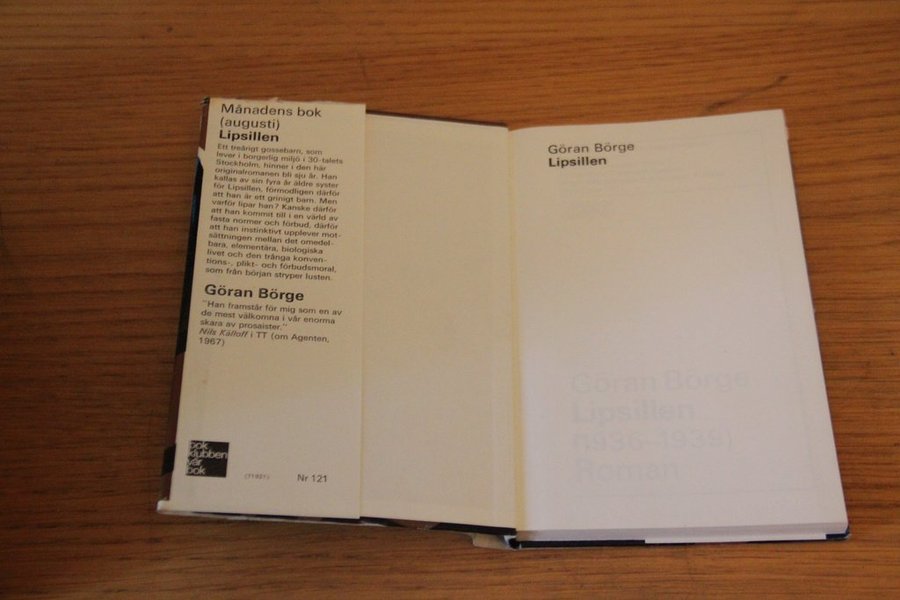 Månadens bok
(augusti)
Lipsillen
Ett treårigt gossebarn, som
lever i borgerlig miljö i 30-talets
Stockholm, hinner i den här
originalromanen bli sju år. Han
kallas av sin fyra år äldre syster
för Lipsillen, förmodligen därför
att han är ett grinigt barn. Men
varför lipar han? Kanske därför
att han kommit till i en värld av
fasta normer och förbud, därför
att han instinktivt upplever mot-
sättningen mellan det omedel-
bara, elementära, biologiska
livet och den trånga konven-
tions-, plikt- och förbudsmoral,
som från början stryper lusten.
Göran Börge
"Han framstår för mig som en av
de mest välkomna i vår enorma
skara av prosaister."
Nils Källoff i TT (om Agenten,
1967)
bok
klubben
vår
bok
Nr 121
Göran Börge
Lipsillen
Göran Börge
Lipsillen
1939)
Roman